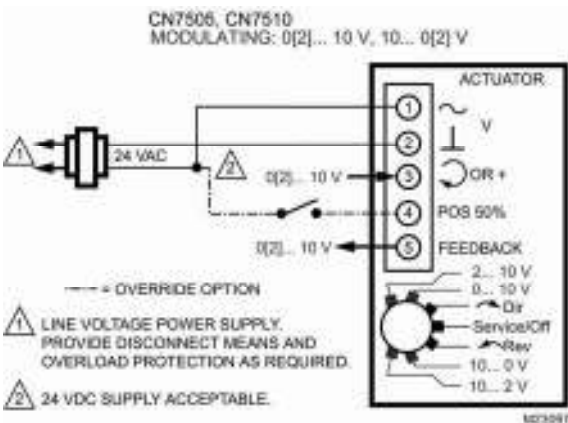 CN7505, CN7510
MODULATING: 0[2]... 10 V, 10... 0[2] V
ACTUATOR
1
V
2
1
24 VAC
2
0[2]... 10 V
3
OR +
4
POS 50%
0[2]... 10 V
5
FEEDBACK
2... 10 V
0... 10 V
Dir
Service/Off
Rev
10... 0 V
10... 2 V
= OVERRIDE OPTION
1 LINE VOLTAGE POWER SUPPLY.
PROVIDE DISCONNECT MEANS AND
OVERLOAD PROTECTION AS REQUIRED.
2 24 VDC SUPPLY ACCEPTABLE.